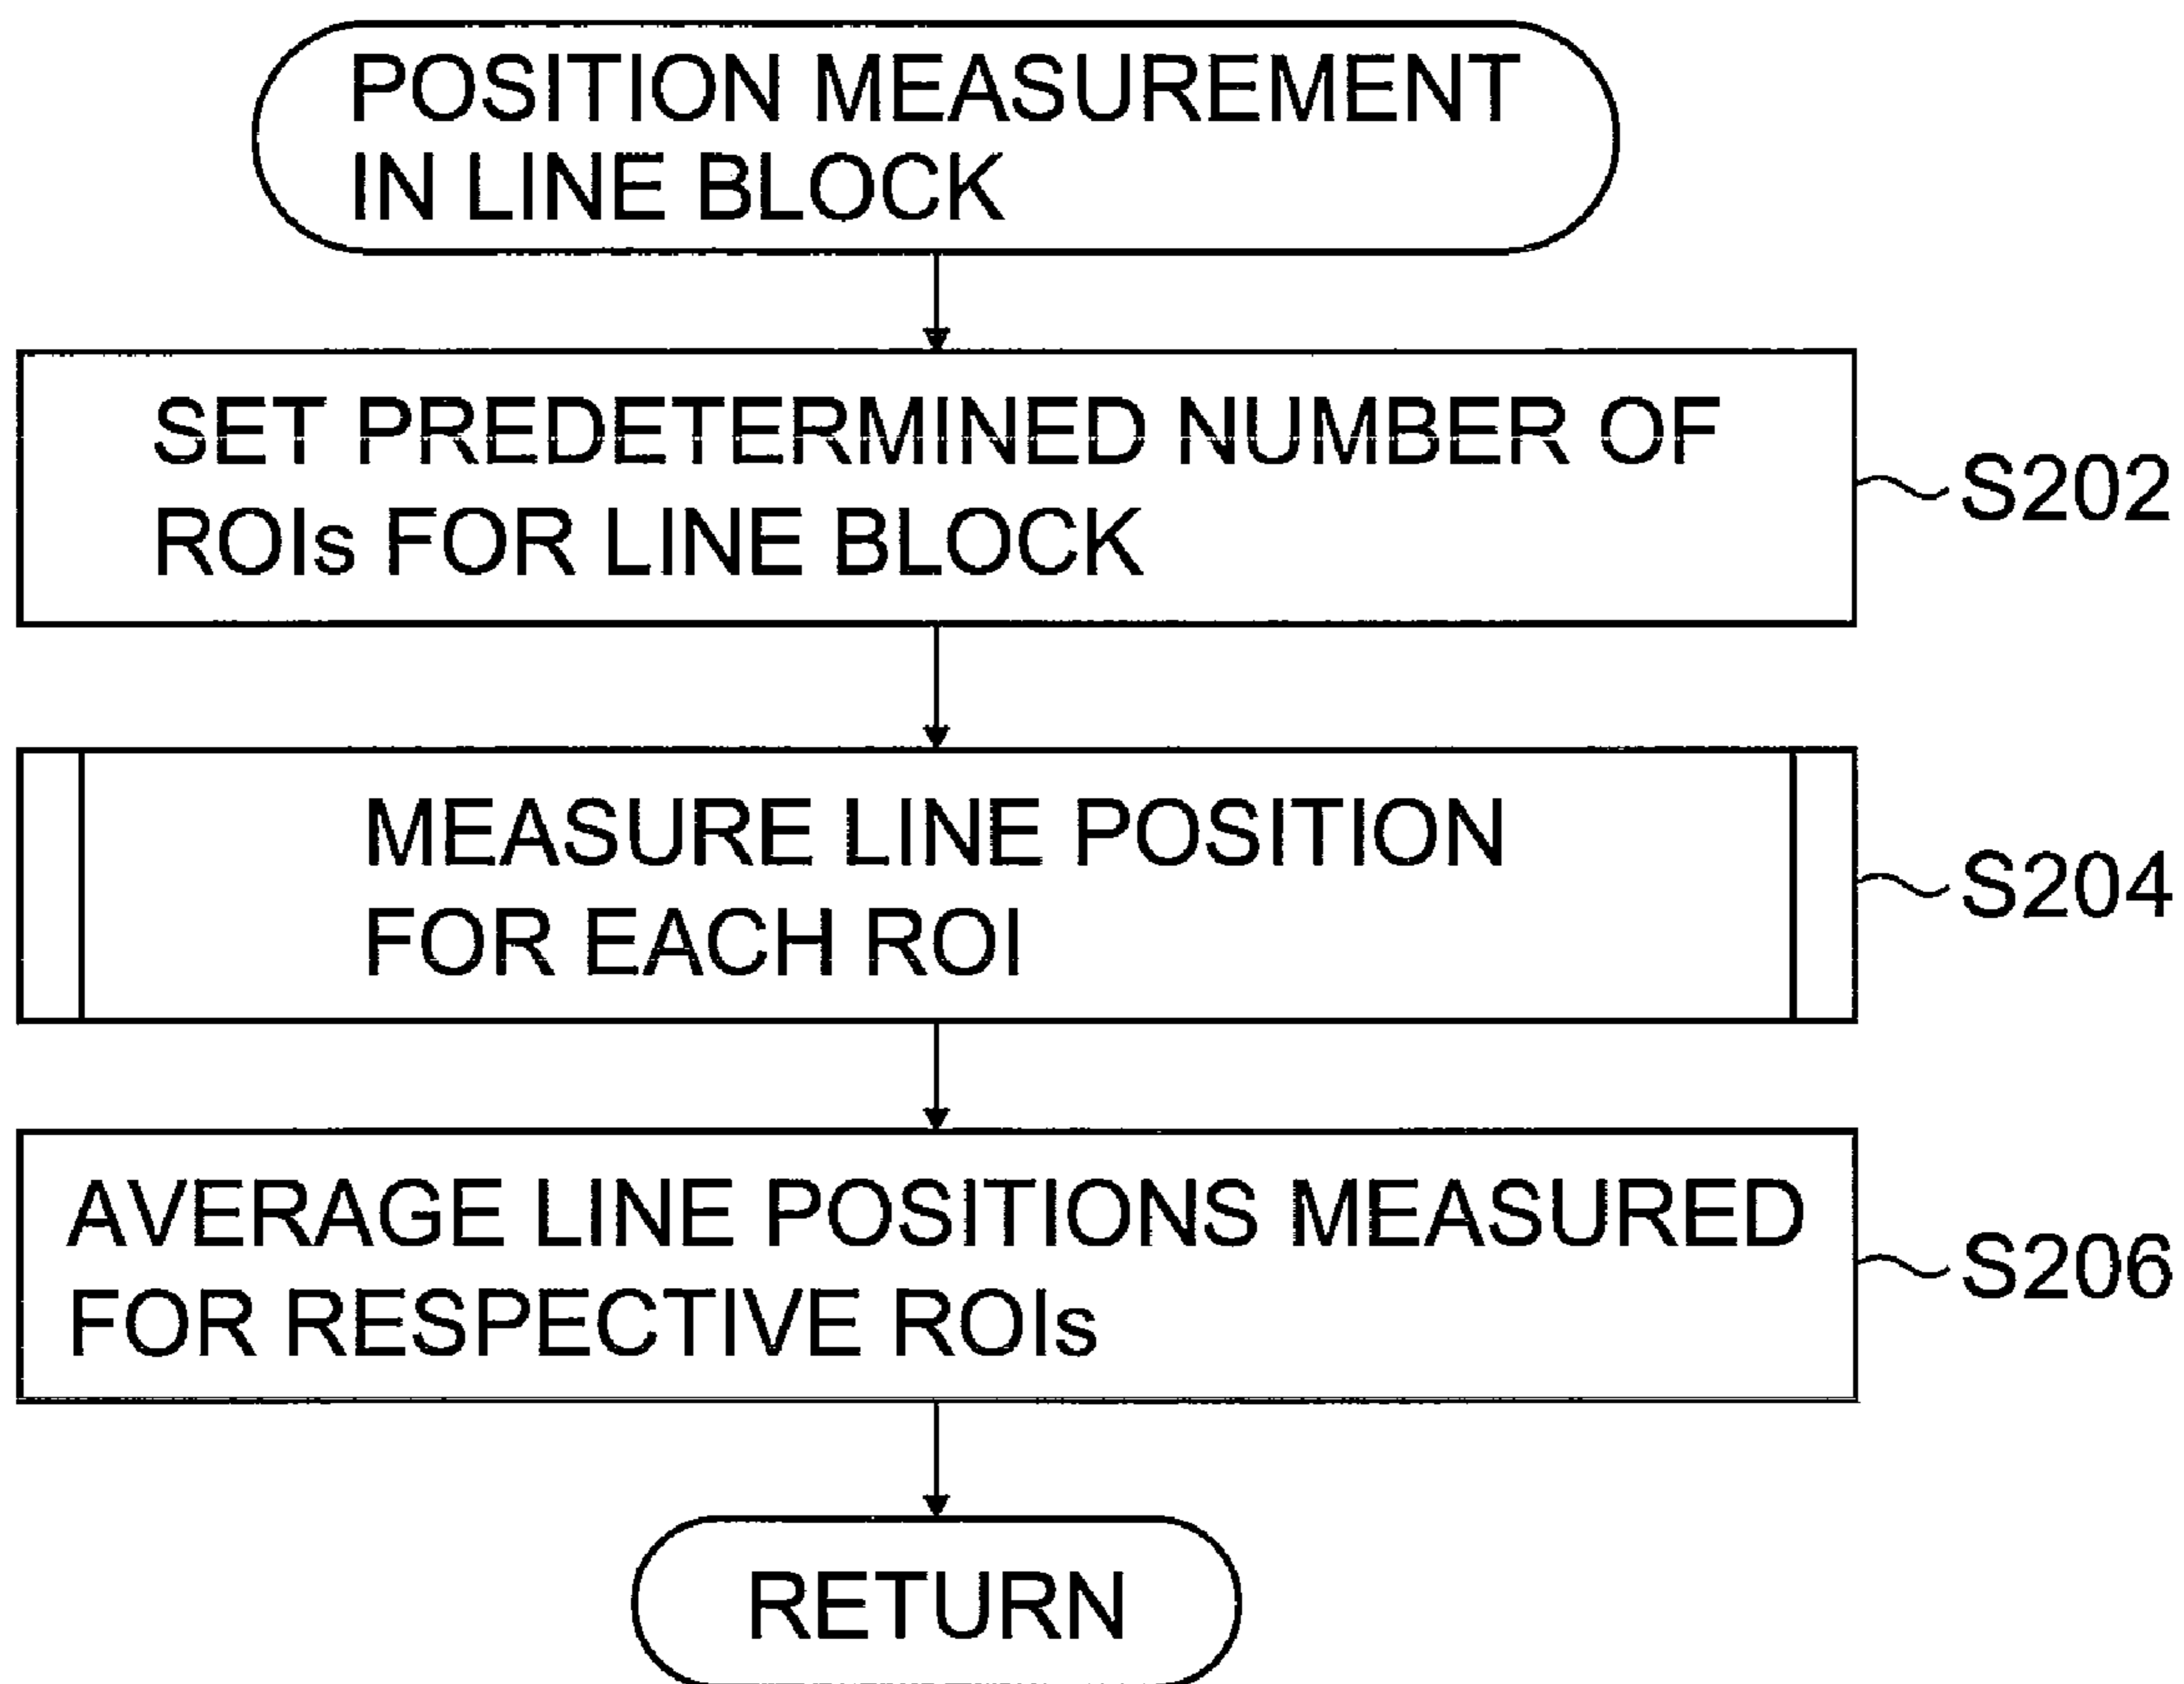 POSITION MEASUREMENT
IN LINE BLOCK
SET PREDETERMINED NUMBER OF
ROIs FOR LINE BLOCK
S202
MEASURE LINE POSITION
FOR EACH ROI
S204
AVERAGE LINE POSITIONS MEASURED
FOR RESPECTIVE ROIs
S206
RETURN